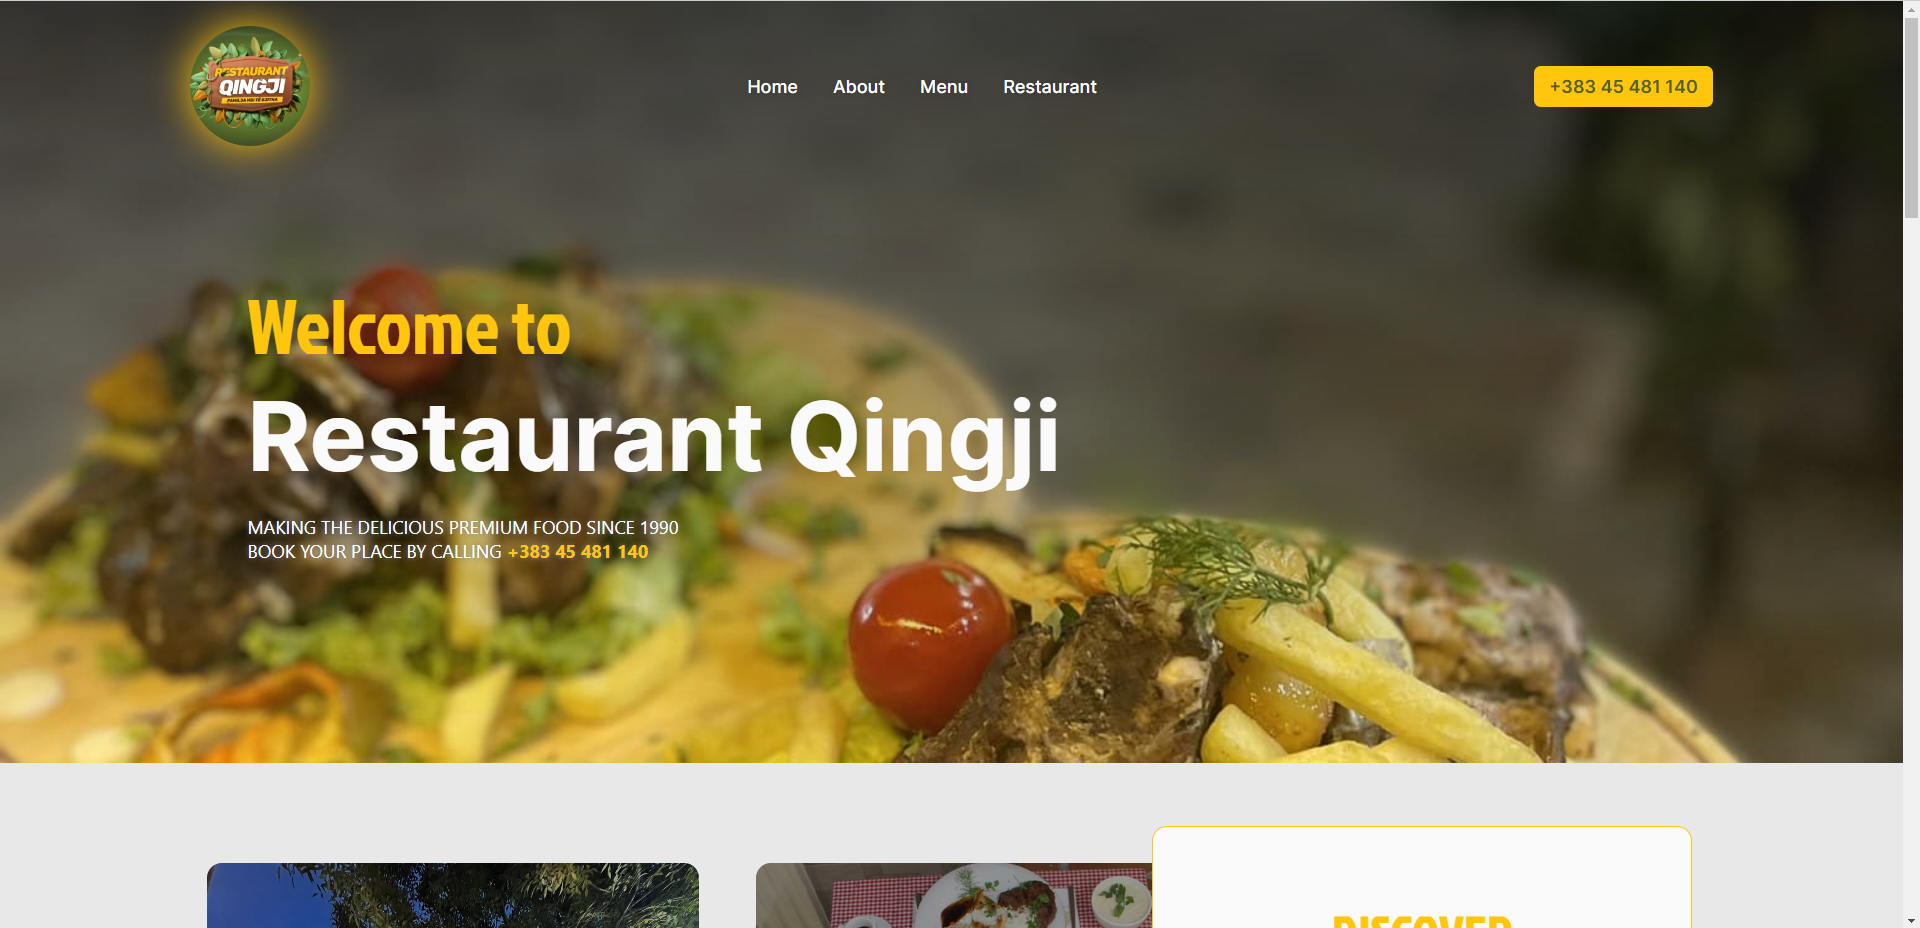 RESTAURANT
QINGJI
Home
About
Menu
Restaurant
+383 45 481 140
Welcome to
Restaurant Qingji
MAKING THE DELICIOUS PREMIUM FOOD SINCE 1990
BOOK YOUR PLACE BY CALLING +383 45 481 140
DISCOVER